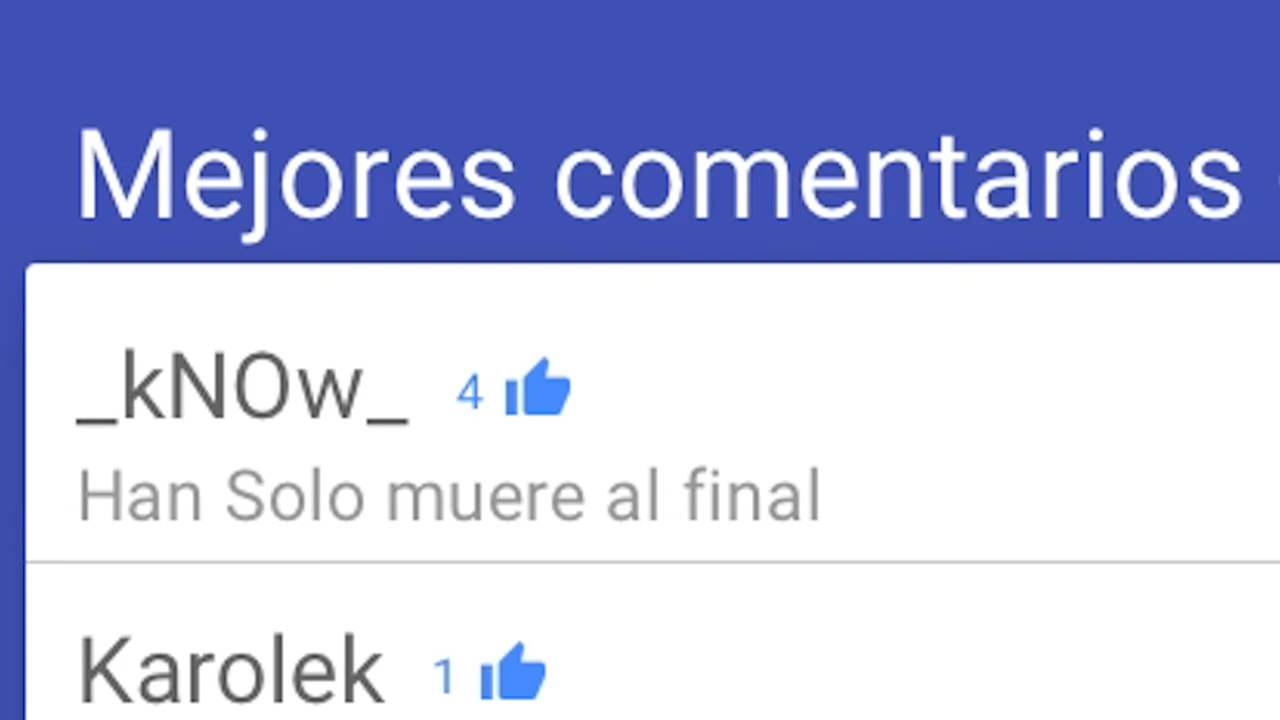 Mejores comentarios
_kNOw_ 4
Han Solo muere al final
Karolek 1